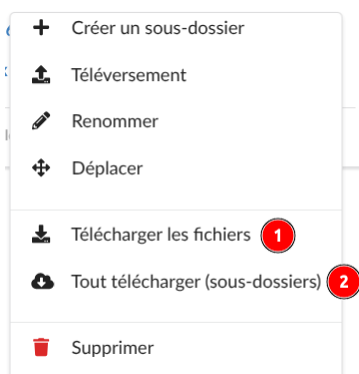 Créer un sous-dossier
Téléversement
Renommer
Déplacer
Télécharger les fichiers 1
Tout télécharger (sous-dossiers) 2
Supprimer